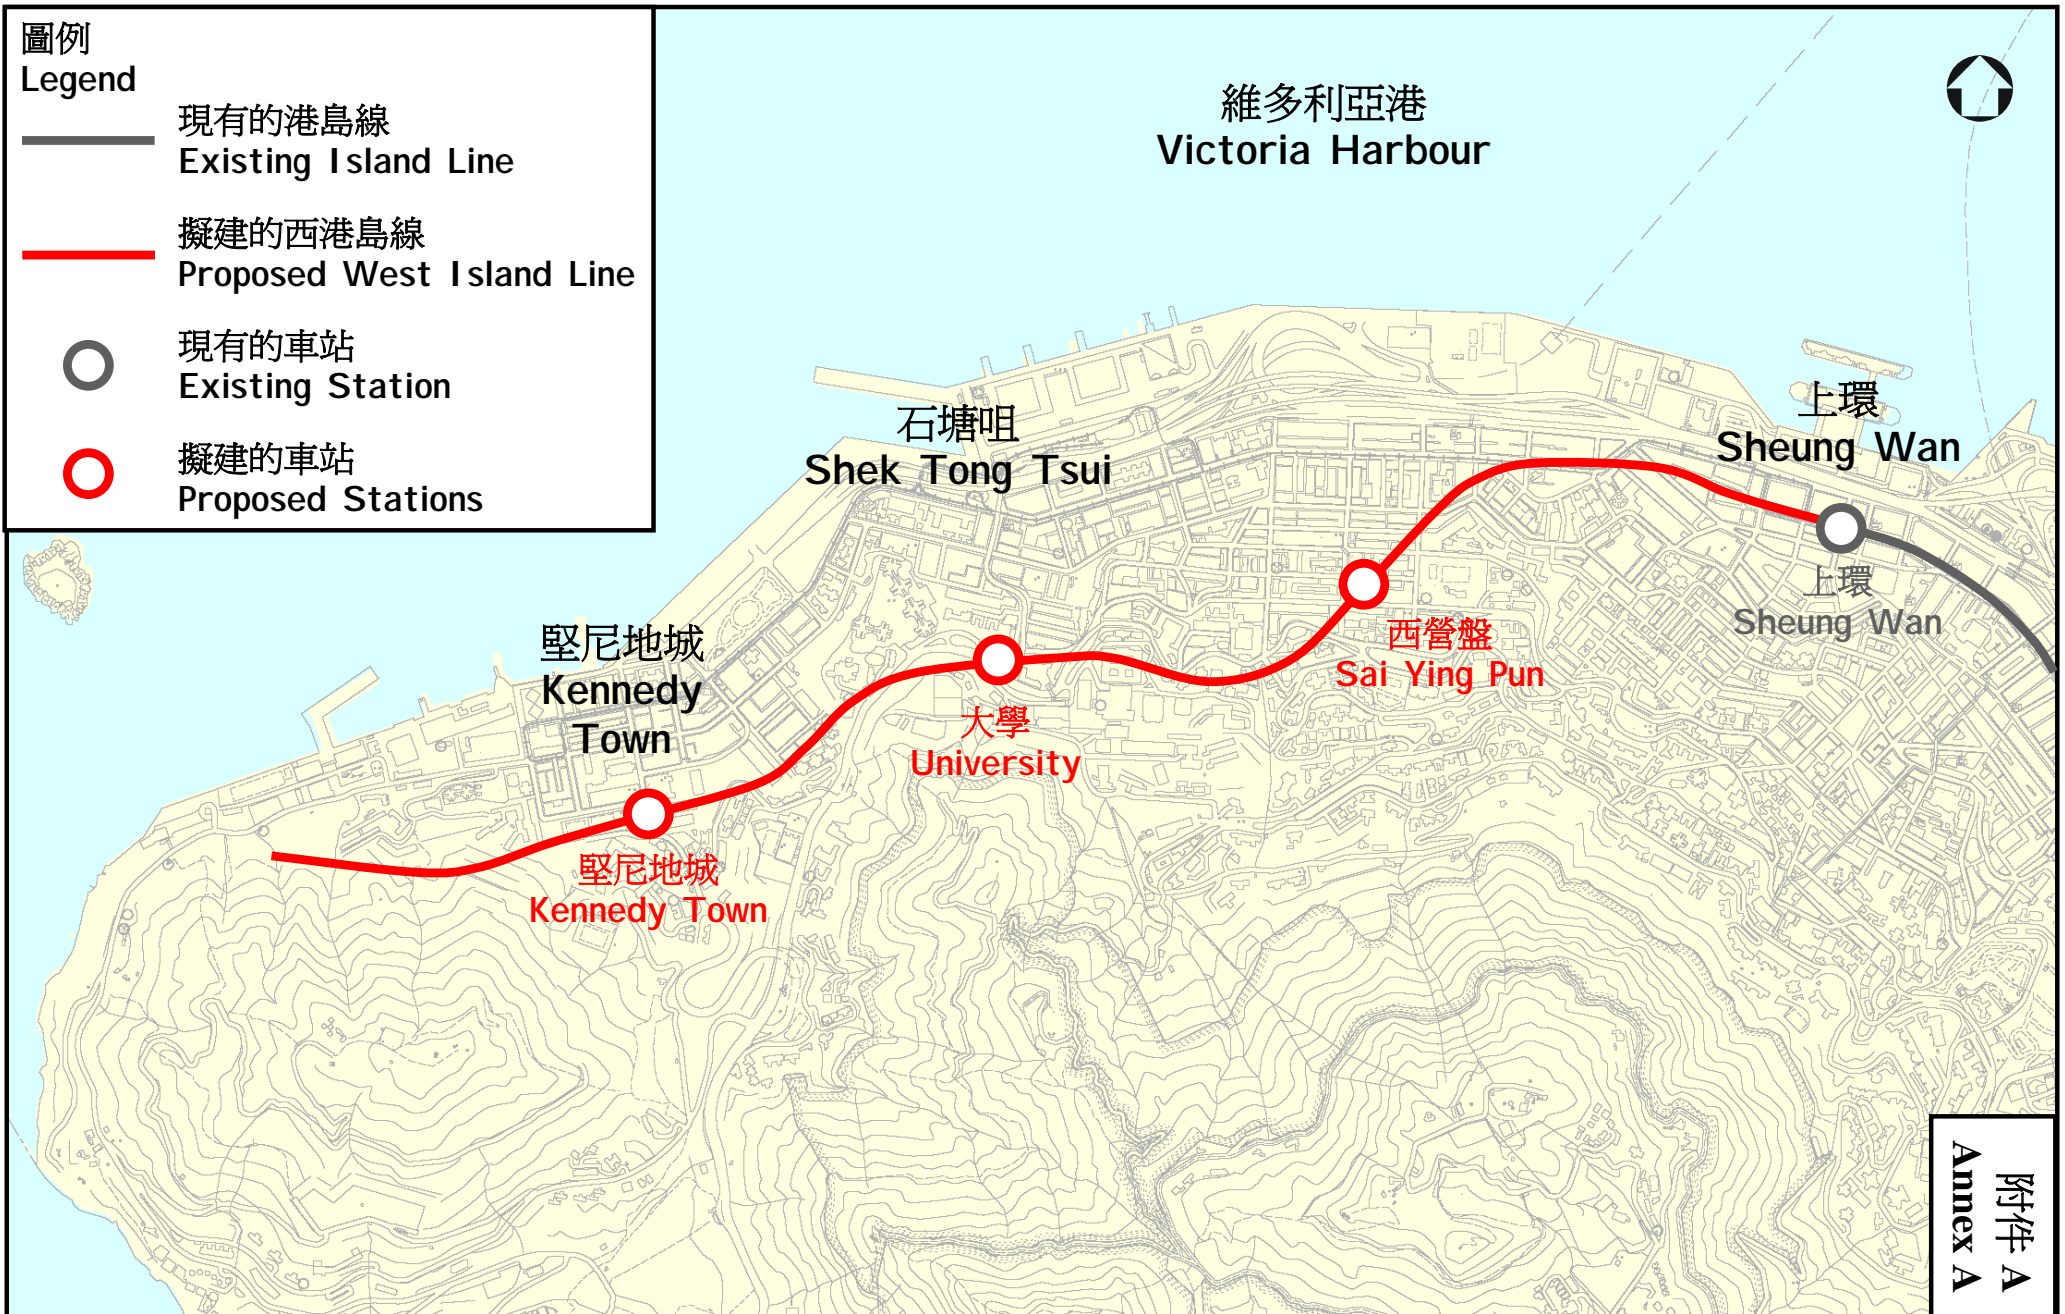 圖例
Legend
現有的港島線
Existing Island Line
擬建的西港島線
Proposed West Island Line
現有的車站
Existing Station
擬建的車站
Proposed Stations
維多利亞港
Victoria Harbour
石塘咀
Shek Tong Tsui
上環
Sheung Wan
上環
Sheung Wan
西營盤
Sai Ying Pun
堅尼地城
Kennedy
Town
大學
University
堅尼地城
Kennedy Town
附件 A
Annex A